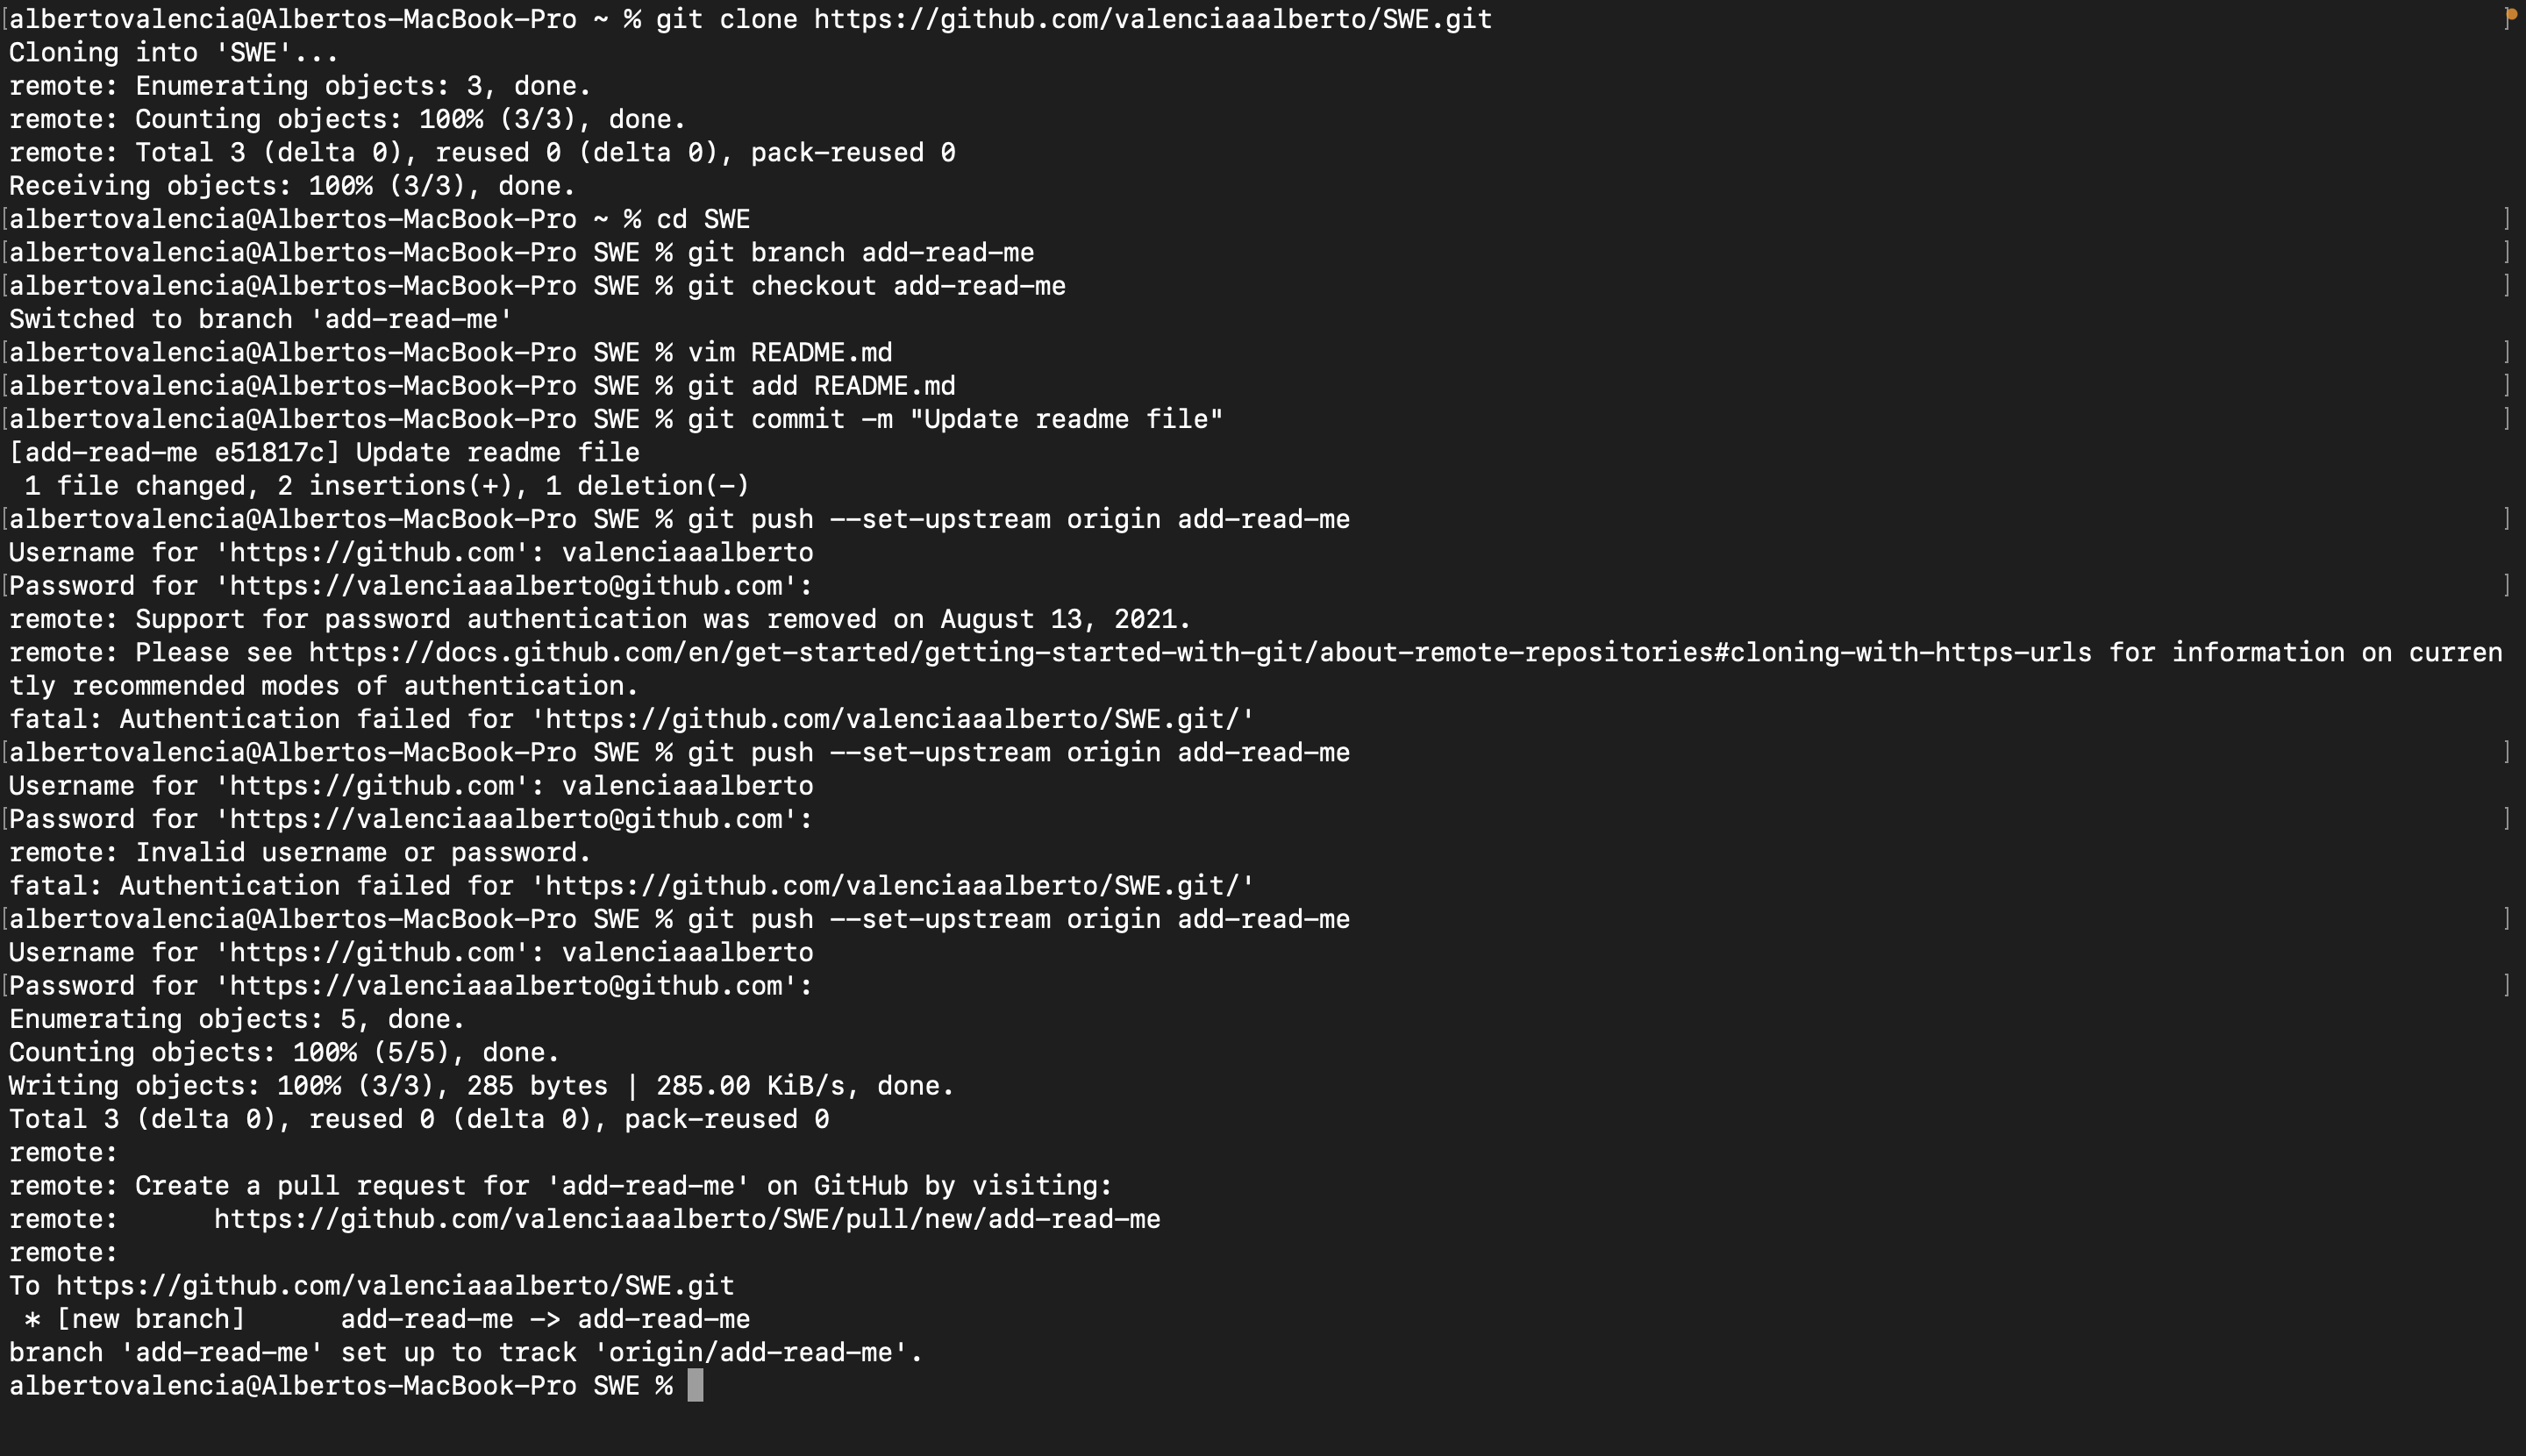 [albertovalencia@Albertos-MacBook-Pro ~ % git clone https://github.com/valenciaaalberto/SWE.git ]
Cloning into 'SWE'...
remote: Enumerating objects: 3, done.
remote: Counting objects: 100% (3/3), done.
remote: Total 3 (delta 0), reused 0 (delta 0), pack-reused 0
Receiving objects: 100% (3/3), done.
[albertovalencia@Albertos-MacBook-Pro ~ % cd SWE ]
[albertovalencia@Albertos-MacBook-Pro SWE % git branch add-read-me ]
[albertovalencia@Albertos-MacBook-Pro SWE % git checkout add-read-me ]
Switched to branch 'add-read-me'
[albertovalencia@Albertos-MacBook-Pro SWE % vim README.md ]
[albertovalencia@Albertos-MacBook-Pro SWE % git add README.md ]
[albertovalencia@Albertos-MacBook-Pro SWE % git commit -m "Update readme file" ]
[add-read-me e51817c] Update readme file
 1 file changed, 2 insertions(+), 1 deletion(-)
[albertovalencia@Albertos-MacBook-Pro SWE % git push --set-upstream origin add-read-me ]
Username for 'https://github.com': valenciaaalberto
[Password for 'https://valenciaaalberto@github.com': ]
remote: Support for password authentication was removed on August 13, 2021.
remote: Please see https://docs.github.com/en/get-started/getting-started-with-git/about-remote-repositories#cloning-with-https-urls for information on curren
tly recommended modes of authentication.
fatal: Authentication failed for 'https://github.com/valenciaaalberto/SWE.git/'
[albertovalencia@Albertos-MacBook-Pro SWE % git push --set-upstream origin add-read-me ]
Username for 'https://github.com': valenciaaalberto
[Password for 'https://valenciaaalberto@github.com': ]
remote: Invalid username or password.
fatal: Authentication failed for 'https://github.com/valenciaaalberto/SWE.git/'
[albertovalencia@Albertos-MacBook-Pro SWE % git push --set-upstream origin add-read-me ]
Username for 'https://github.com': valenciaaalberto
[Password for 'https://valenciaaalberto@github.com': ]
Enumerating objects: 5, done.
Counting objects: 100% (5/5), done.
Writing objects: 100% (3/3), 285 bytes | 285.00 KiB/s, done.
Total 3 (delta 0), reused 0 (delta 0), pack-reused 0
remote:
remote: Create a pull request for 'add-read-me' on GitHub by visiting:
remote:      https://github.com/valenciaaalberto/SWE/pull/new/add-read-me
remote:
To https://github.com/valenciaaalberto/SWE.git
 * [new branch]      add-read-me -> add-read-me
branch 'add-read-me' set up to track 'origin/add-read-me'.
albertovalencia@Albertos-MacBook-Pro SWE %